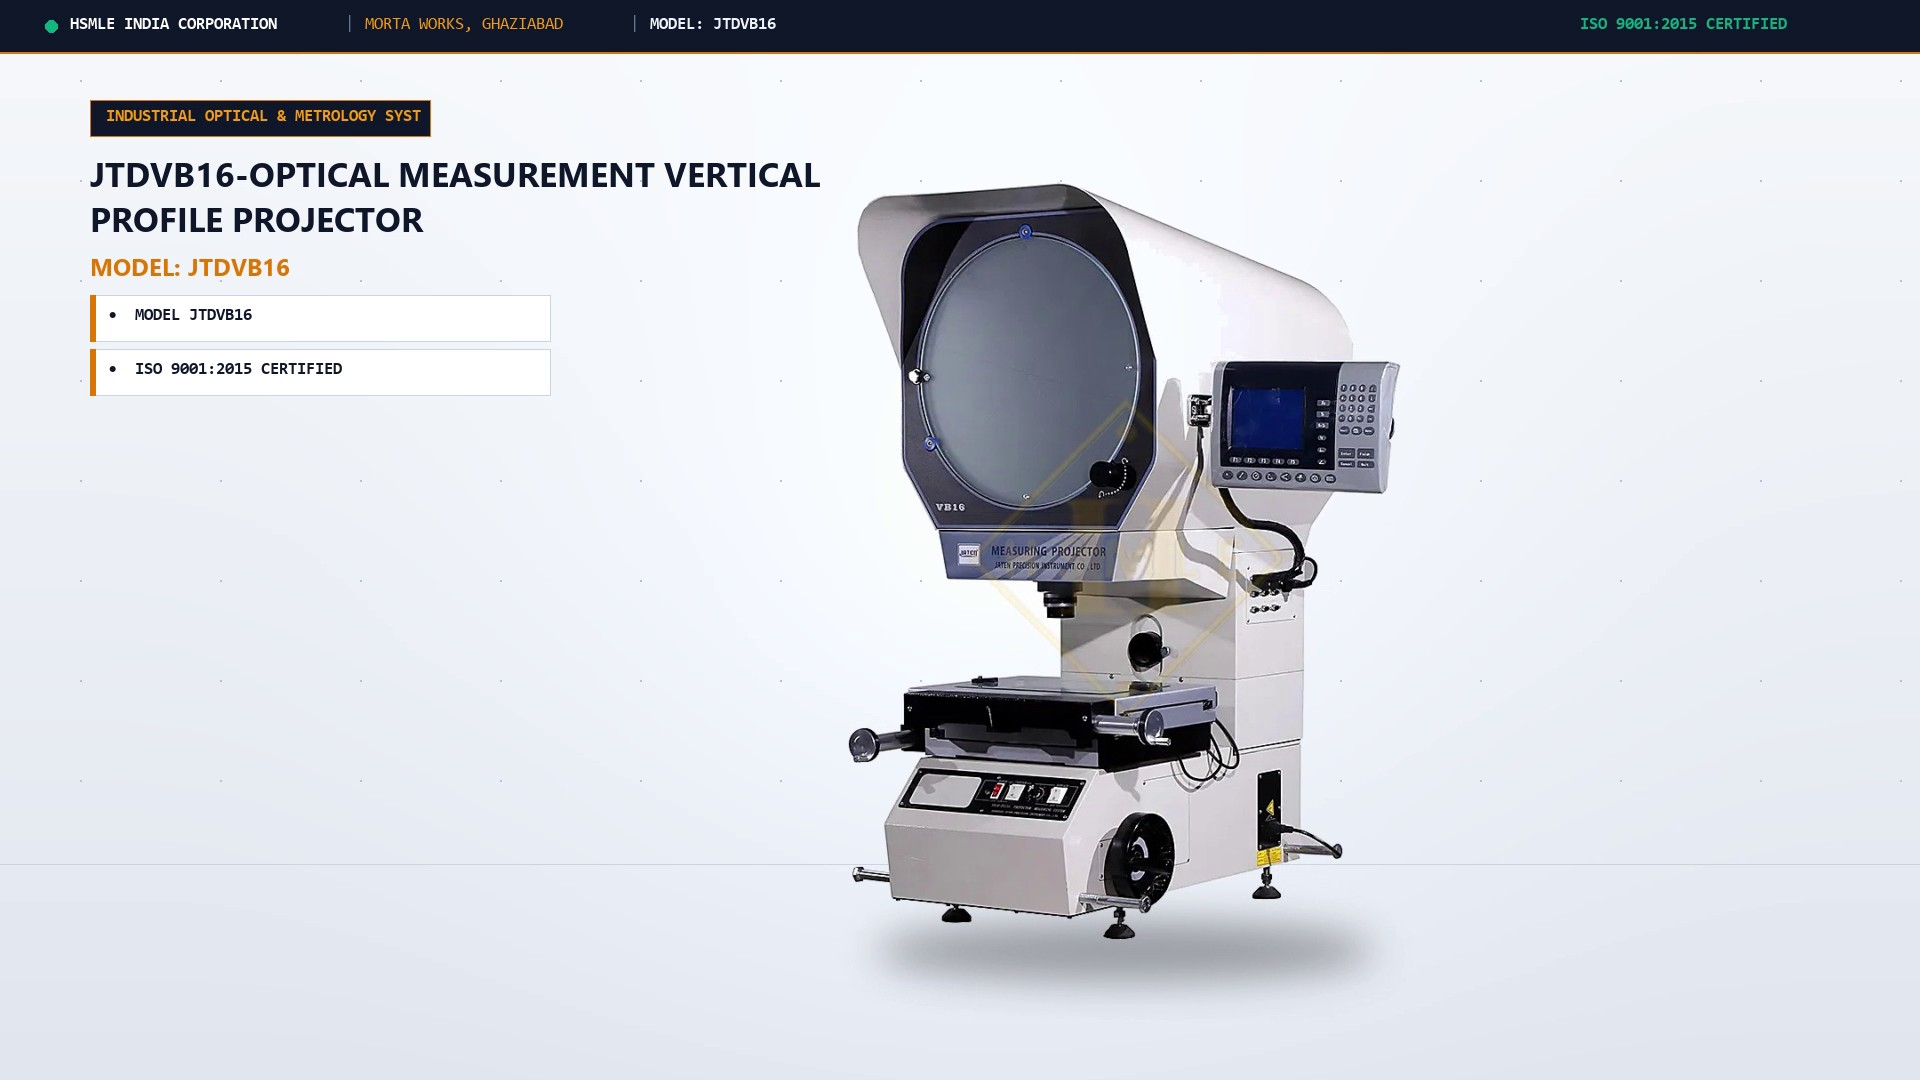 HSMLE INDIA CORPORATION
MORTA WORKS, GHAZIABAD
MODEL: JTDVB16
ISO 9001:2015 CERTIFIED
INDUSTRIAL OPTICAL & METROLOGY SYST
JTDVB16-OPTICAL MEASUREMENT VERTICAL
PROFILE PROJECTOR
MODEL: JTDVB16
• MODEL JTDVB16
• ISO 9001:2015 CERTIFIED
VB16
JATEN
MEASURING PROJECTOR
JATEN PRECISION INSTRUMENT CO.,LTD